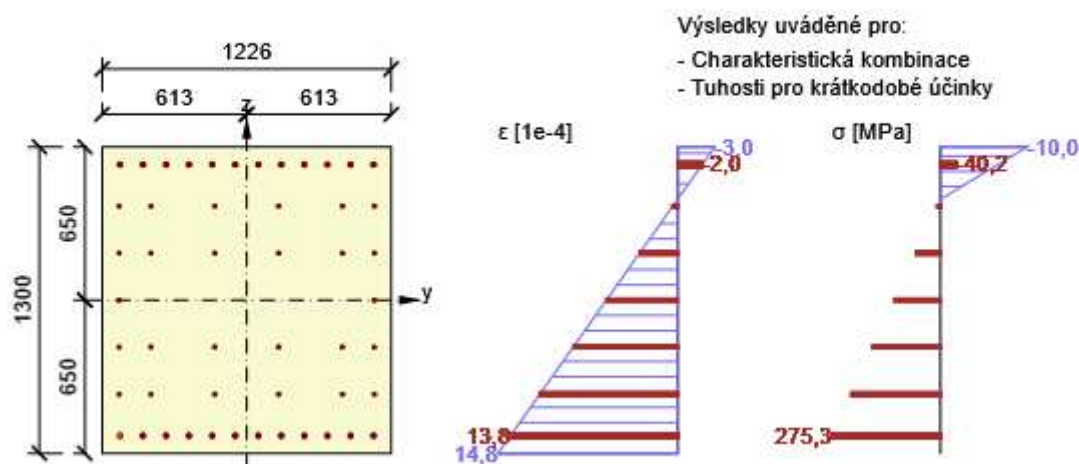 Výsledky uváděné pro:
- Charakteristická kombinace
- Tuhosti pro krátkodobé účinky
1226
613
613
z
y
1300
650
650
ε [1e-4]
-3,0
-2,0
13,8
14,8
σ [MPa]
-10,0
-40,2
275,3